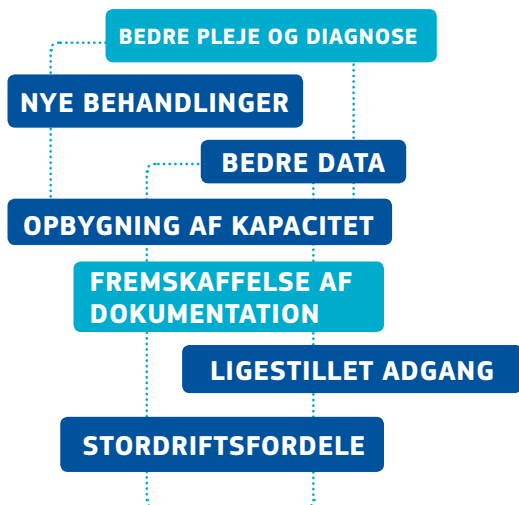 BEDRE PLEJE OG DIAGNOSE
NYE BEHANDLINGER
BEDRE DATA
OPBYGNING AF KAPACITET
FREMSKAFFELSE AF
DOKUMENTATION
LIGESTILLET ADGANG
STORDRIFTSFORDELE